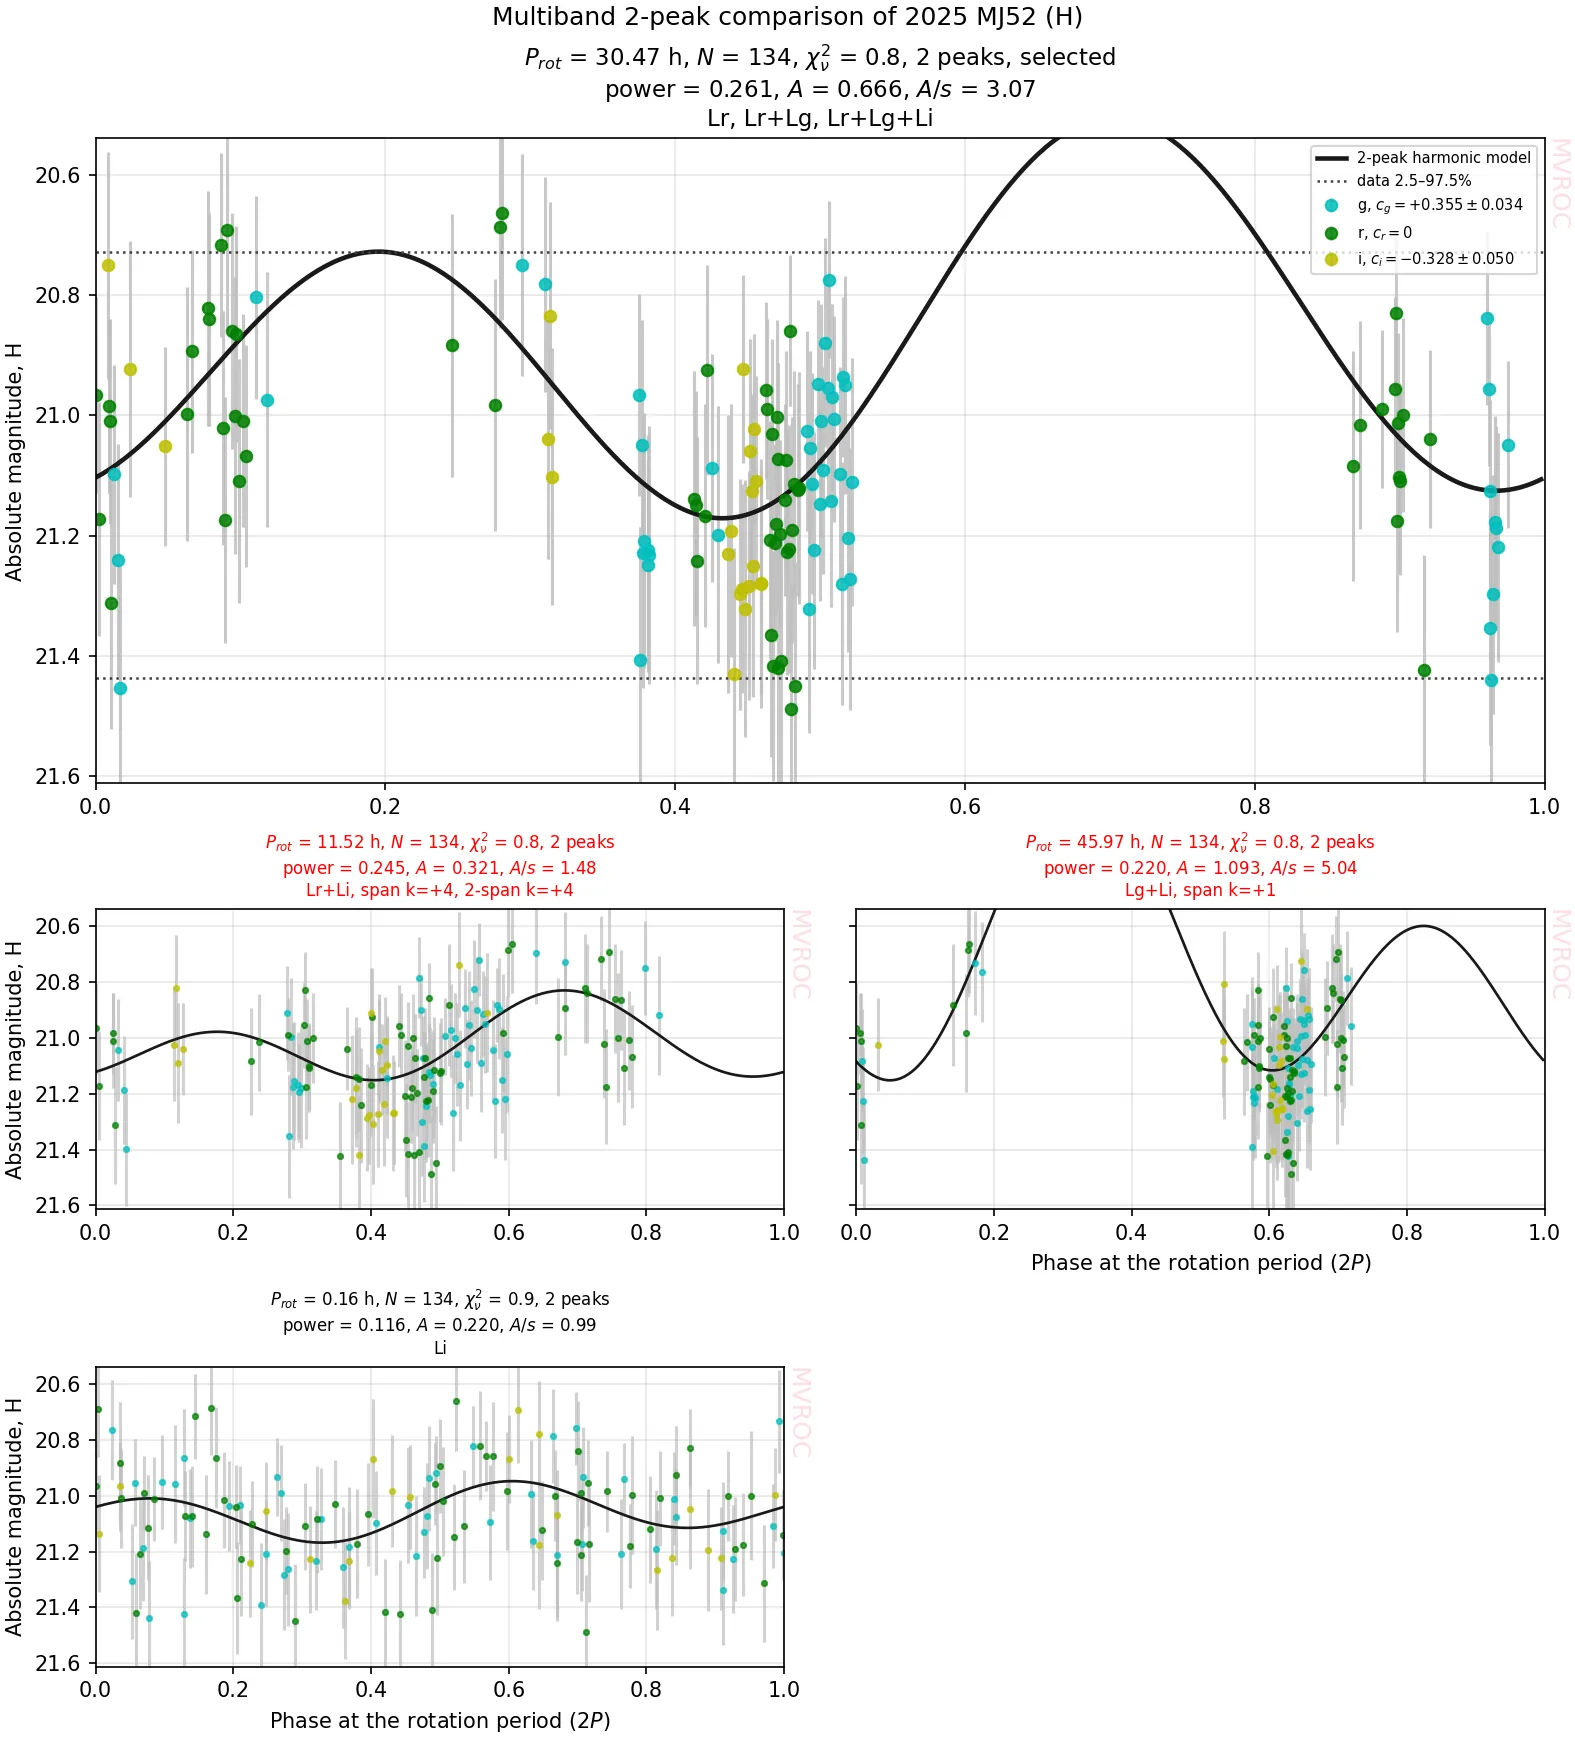 Multiband 2-peak comparison of 2025 MJ52 (H)
P_rot = 30.47 h, N = 134, χ²_ν = 0.8, 2 peaks, selected
power = 0.261, A = 0.666, A/s = 3.07
Lr, Lr+Lg, Lr+Lg+Li
Absolute magnitude, H
20.6
20.8
21.0
21.2
21.4
21.6
0.0
0.2
0.4
0.6
0.8
1.0
2-peak harmonic model
data 2.5–97.5%
g, c_g = +0.355 ± 0.034
r, c_r = 0
i, c_i = −0.328 ± 0.050
MVROC
P_rot = 11.52 h, N = 134, χ²_ν = 0.8, 2 peaks
power = 0.245, A = 0.321, A/s = 1.48
Lr+Li, span k=+4, 2-span k=+4
Absolute magnitude, H
20.6
20.8
21.0
21.2
21.4
21.6
0.0
0.2
0.4
0.6
0.8
1.0
MVROC
P_rot = 45.97 h, N = 134, χ²_ν = 0.8, 2 peaks
power = 0.220, A = 1.093, A/s = 5.04
Lg+Li, span k=+1
0.0
0.2
0.4
0.6
0.8
1.0
Phase at the rotation period (2P)
MVROC
P_rot = 0.16 h, N = 134, χ²_ν = 0.9, 2 peaks
power = 0.116, A = 0.220, A/s = 0.99
Li
Absolute magnitude, H
20.6
20.8
21.0
21.2
21.4
21.6
0.0
0.2
0.4
0.6
0.8
1.0
Phase at the rotation period (2P)
MVROC